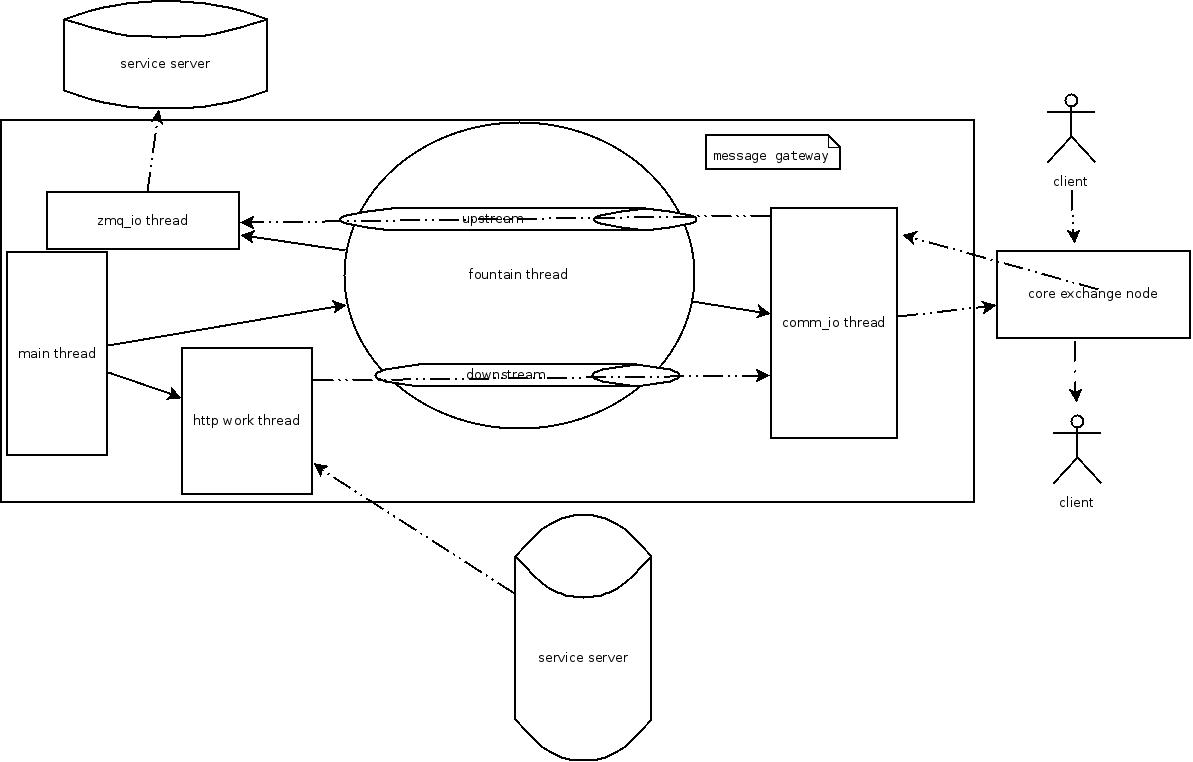 service server
message gateway
client
zmq_io thread
upstream
fountain thread
core exchange node
comm_io thread
main thread
downstream
http work thread
client
service server